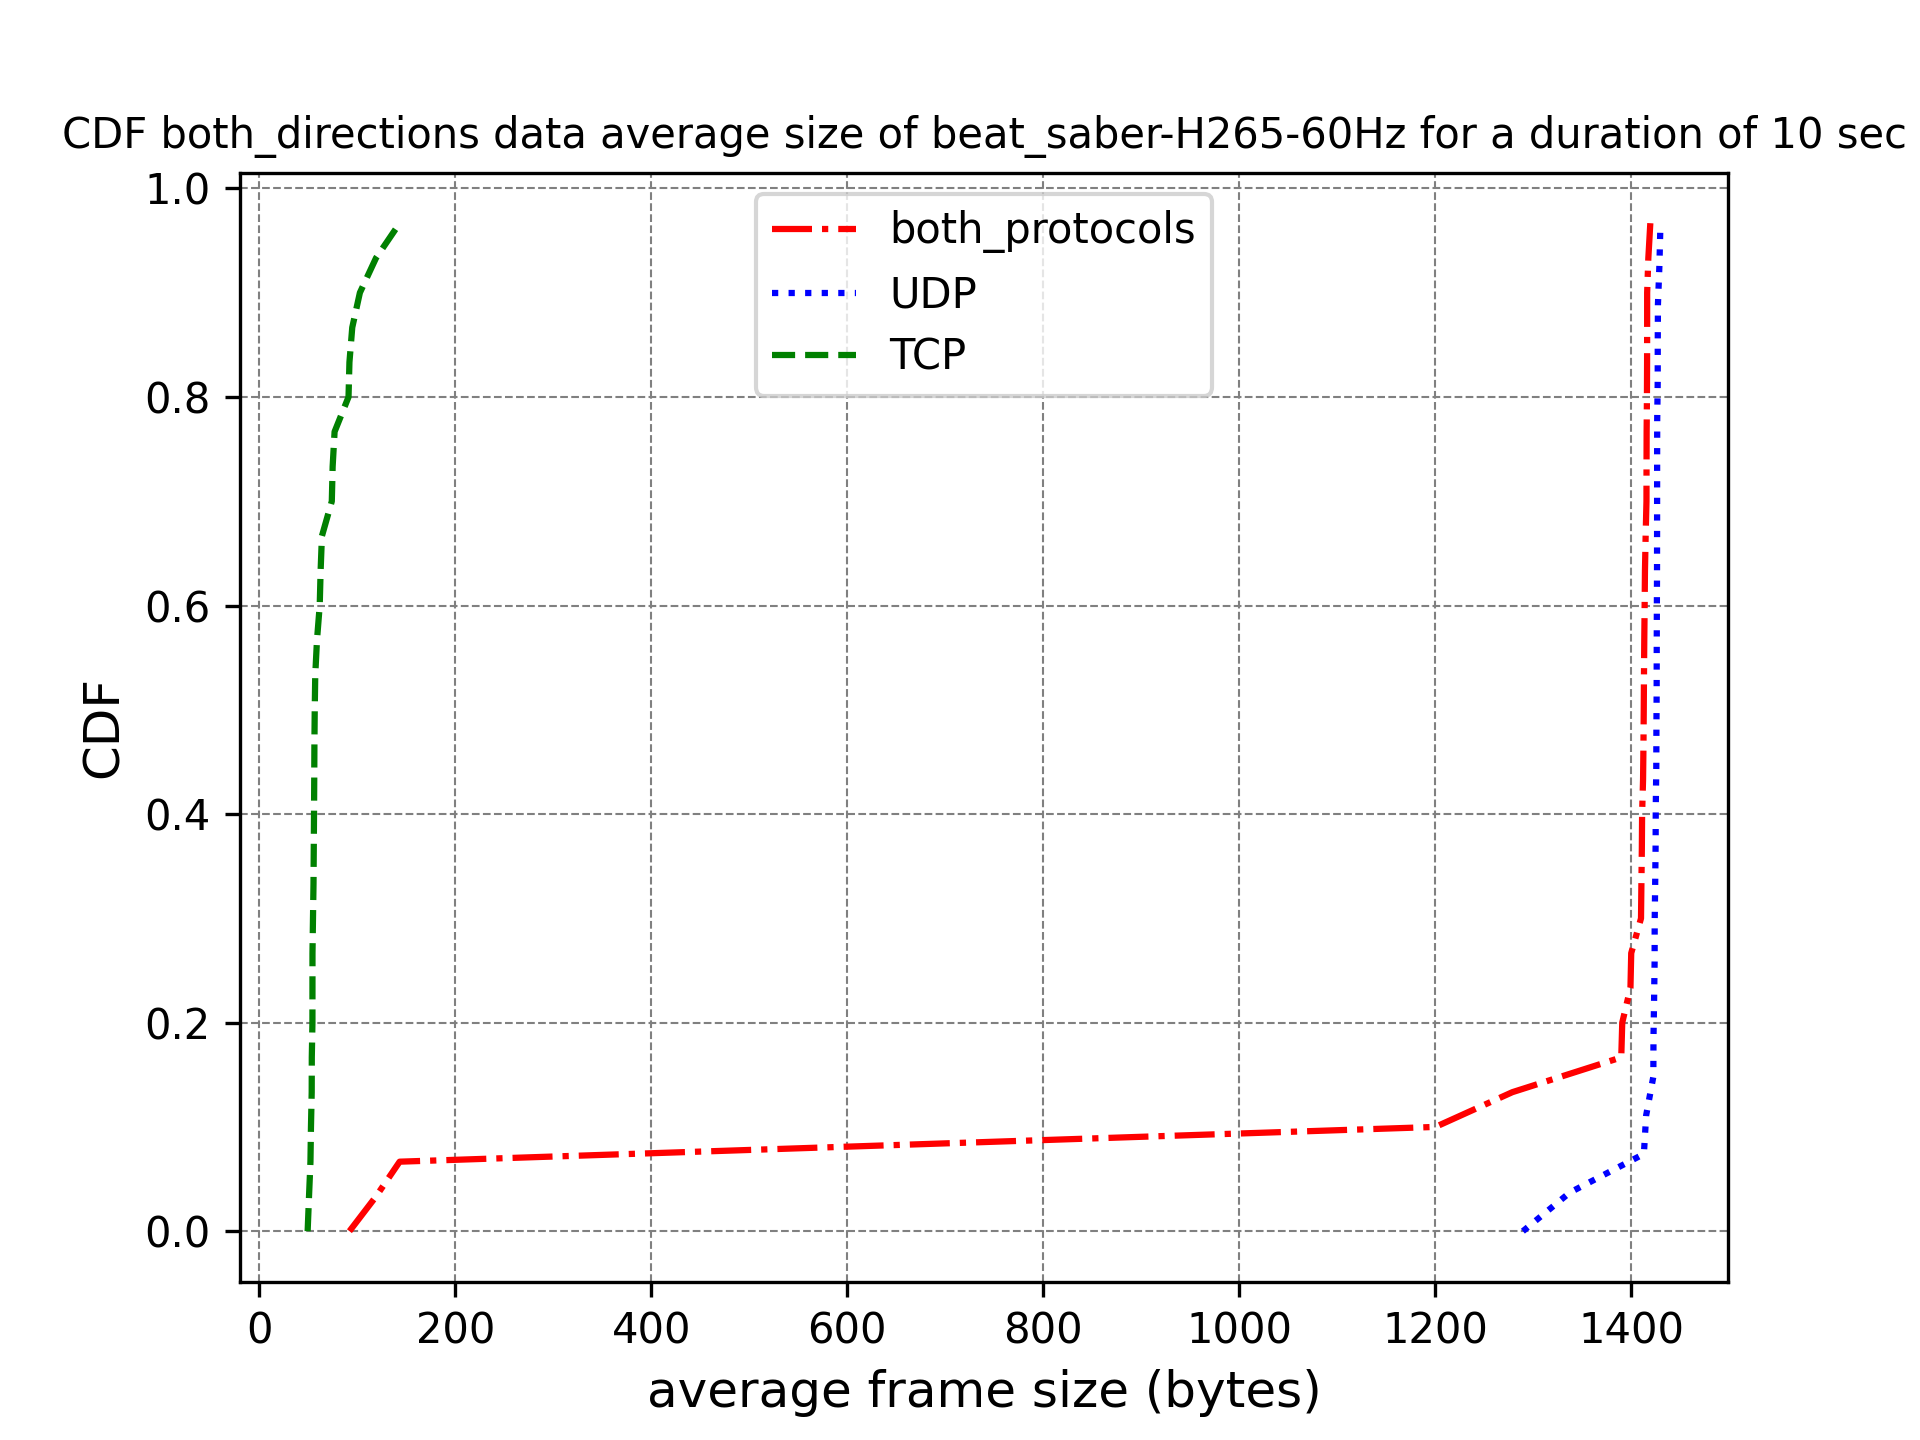 CDF both_directions data average size of beat_saber-H265-60Hz for a duration of 10 sec
1.0
both_protocols
UDP
TCP
0.8
0.6
CDF
0.4
0.2
0.0
0 200 400 600 800 1000 1200 1400
average frame size (bytes)